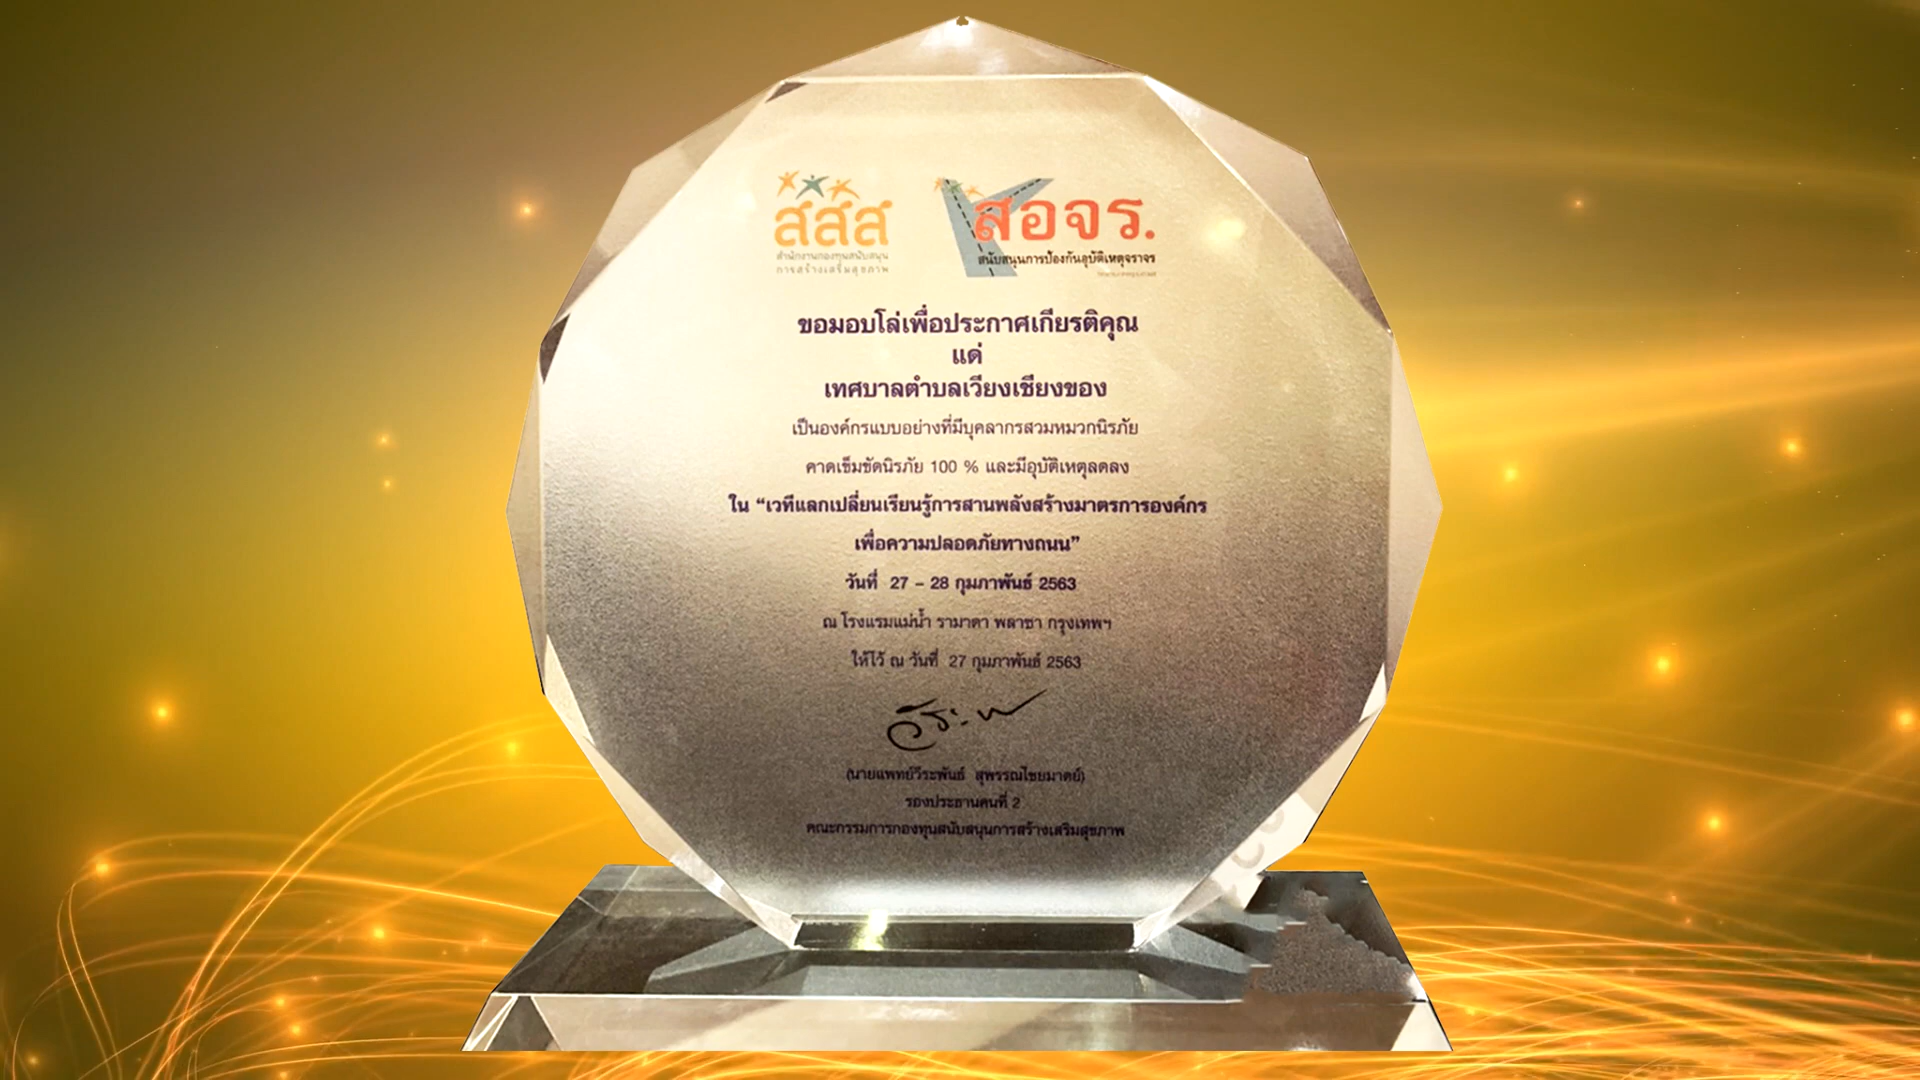 สสส
สำนักงานกองทุนสนับสนุน
การสร้างเสริมสุขภาพ
สอจร.
สนับสนุนการป้องกันอุบัติเหตุจราจร
ขอมอบโล่เพื่อประกาศเกียรติคุณ
แด่
เทศบาลตำบลเวียงเชียงของ
เป็นองค์กรแบบอย่างที่มีบุคลากรสวมหมวกนิรภัย
คาดเข็มขัดนิรภัย 100 % และมีอุบัติเหตุลดลง
ใน “เวทีแลกเปลี่ยนเรียนรู้การสานพลังสร้างมาตรการองค์กร
เพื่อความปลอดภัยทางถนน”
วันที่ 27 – 28 กุมภาพันธ์ 2563
ณ โรงแรมแม่น้ำ รามาดา พลาซา กรุงเทพฯ
ให้ไว้ ณ วันที่ 27 กุมภาพันธ์ 2563
(นายแพทย์วีระพันธ์ สุพรรณไชยมาตย์)
รองประธานคนที่ 2
คณะกรรมการกองทุนสนับสนุนการสร้างเสริมสุขภาพ